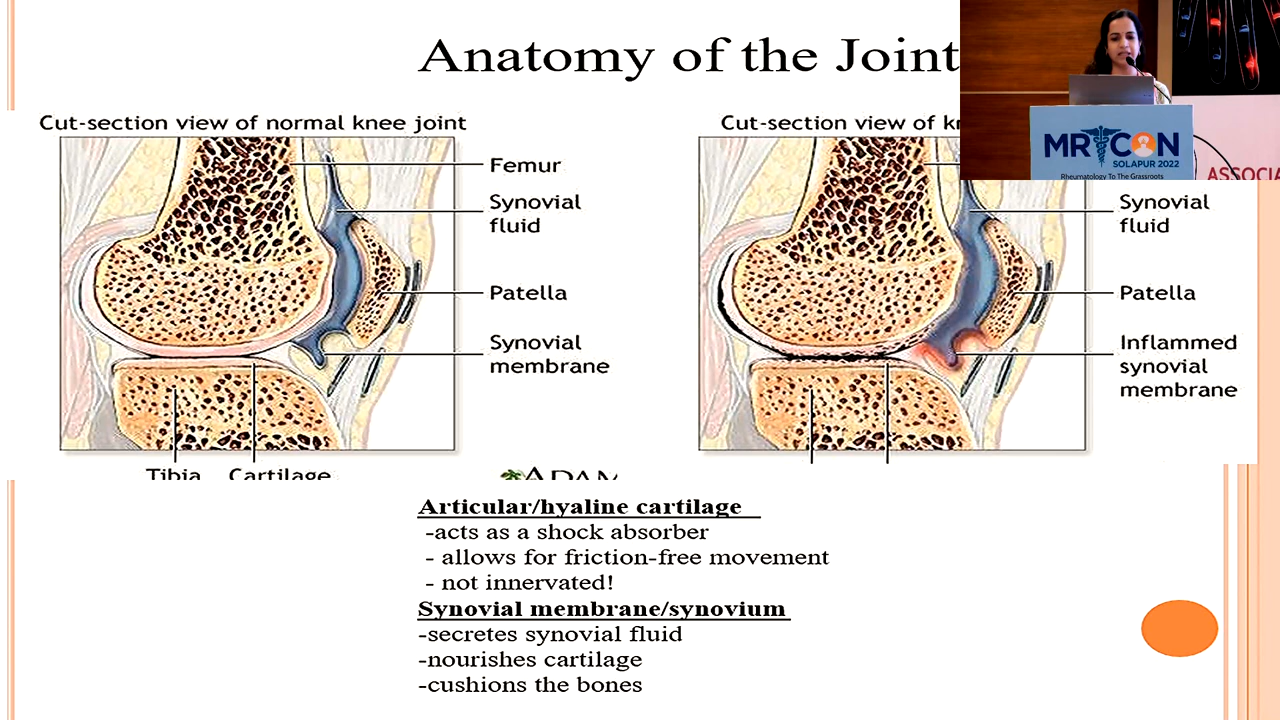 Anatomy of the Joint
Cut-section view of normal knee joint
Femur
Synovial
fluid
Patella
Synovial
membrane
Tibia Cartilage
ADAM
Cut-section view of
Synovial
fluid
Patella
Inflammed
synovial
membrane
MRCON
SOLAPUR 2022
Rheumatology To The Grassroots
Articular/hyaline cartilage
-acts as a shock absorber
- allows for friction-free movement
- not innervated!
Synovial membrane/synovium
-secretes synovial fluid
-nourishes cartilage
-cushions the bones